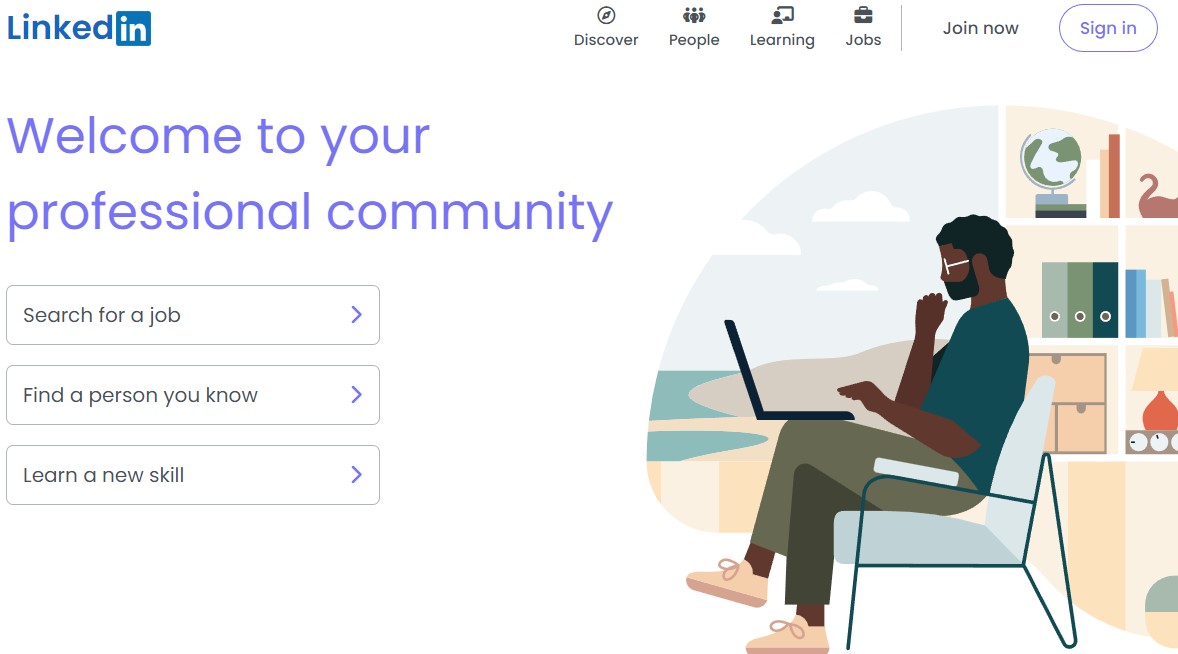 Linkedin
Discover
People
Learning
Jobs
Join now
Sign in
Welcome to your
professional community
Search for a job
Find a person you know
Learn a new skill